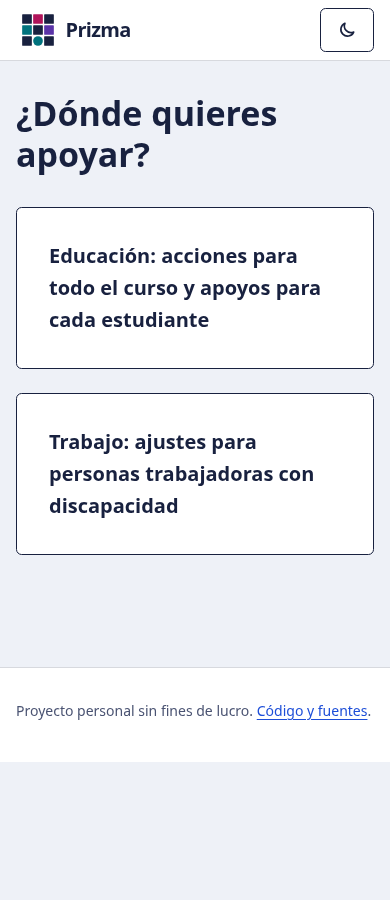 Prizma
¿Dónde quieres
apoyar?
Educación: acciones para
todo el curso y apoyos para
cada estudiante
Trabajo: ajustes para
personas trabajadoras con
discapacidad
Proyecto personal sin fines de lucro. Código y fuentes.